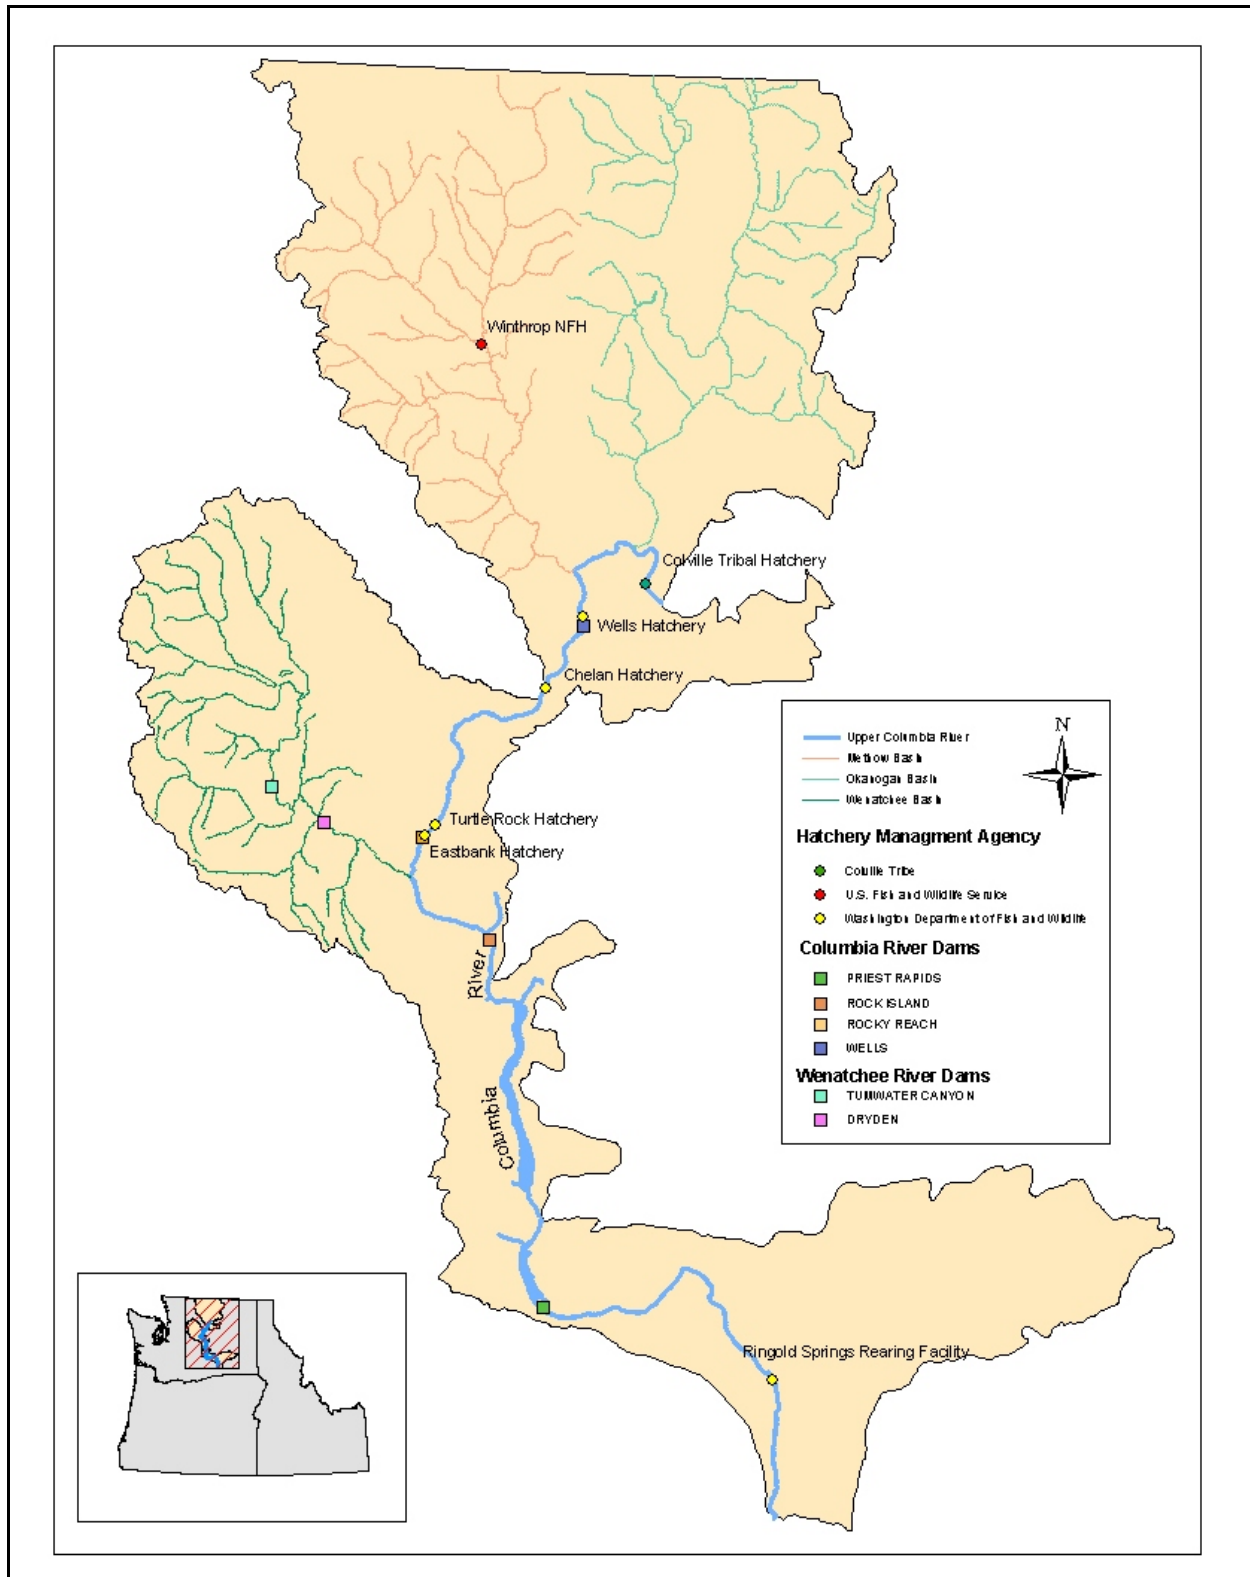 Winthrop NFH
Colville Tribal Hatchery
Wells Hatchery
Chelan Hatchery
Upper Columbia River
N
Methow Basin
Okanogan Basin
Wenatchee Basin
Turtle Rock Hatchery
Eastbank Hatchery
Hatchery Managment Agency
Colville Tribe
U.S. Fish and Wildlife Service
Washington Department of Fish and Wildlife
Columbia River Dams
PRIEST RAPIDS
ROCK ISLAND
ROCKY REACH
WELLS
Wenatchee River Dams
TUMWATER CANYON
DRYDEN
Columbia River
Ringold Springs Rearing Facility